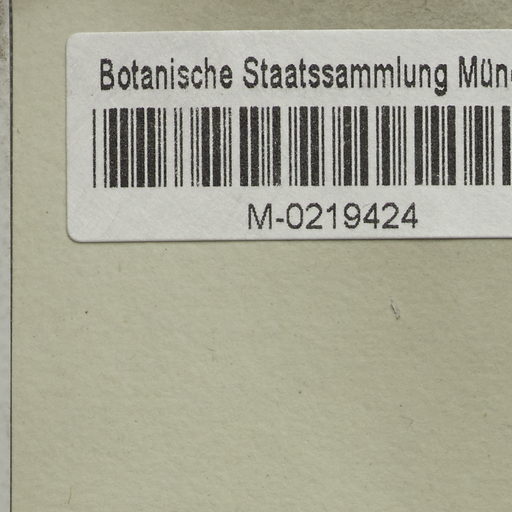 Botanische Staatssammlung Mün
M-0219424